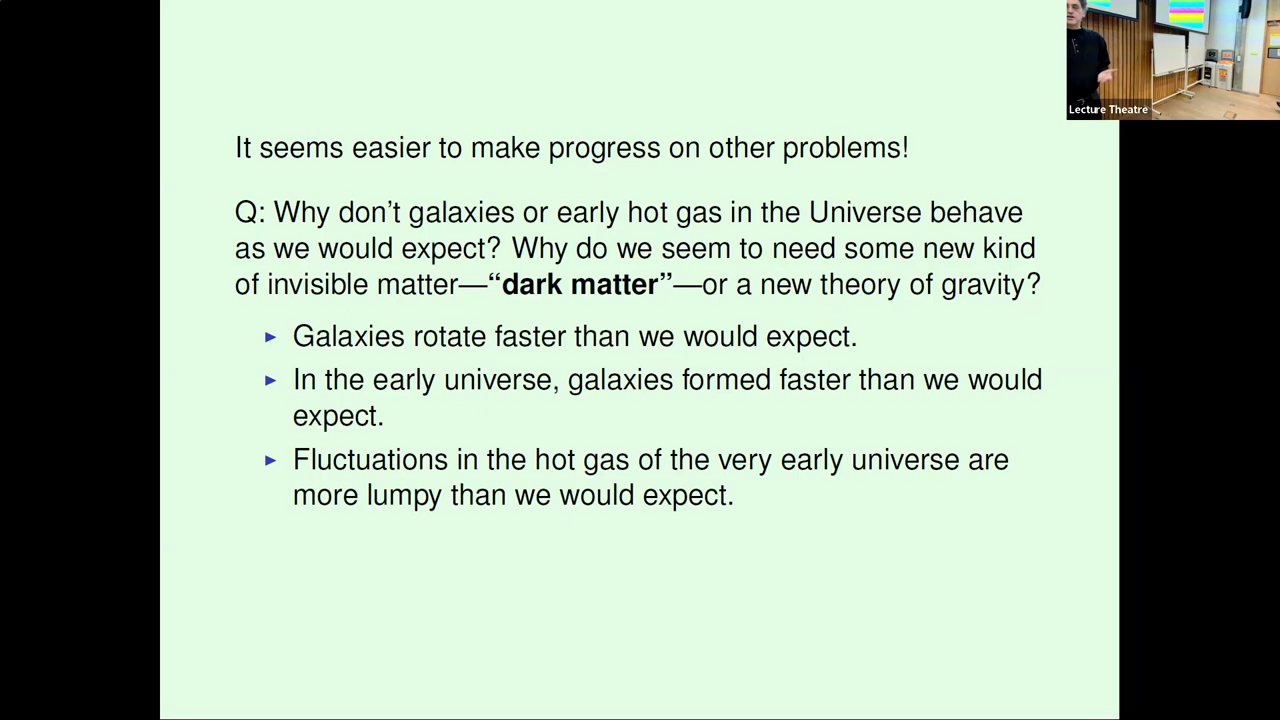 Lecture Theatre
It seems easier to make progress on other problems!
Q: Why don't galaxies or early hot gas in the Universe behave
as we would expect? Why do we seem to need some new kind
of invisible matter—“dark matter”—or a new theory of gravity?
▸ Galaxies rotate faster than we would expect.
▸ In the early universe, galaxies formed faster than we would
expect.
▸ Fluctuations in the hot gas of the very early universe are
more lumpy than we would expect.